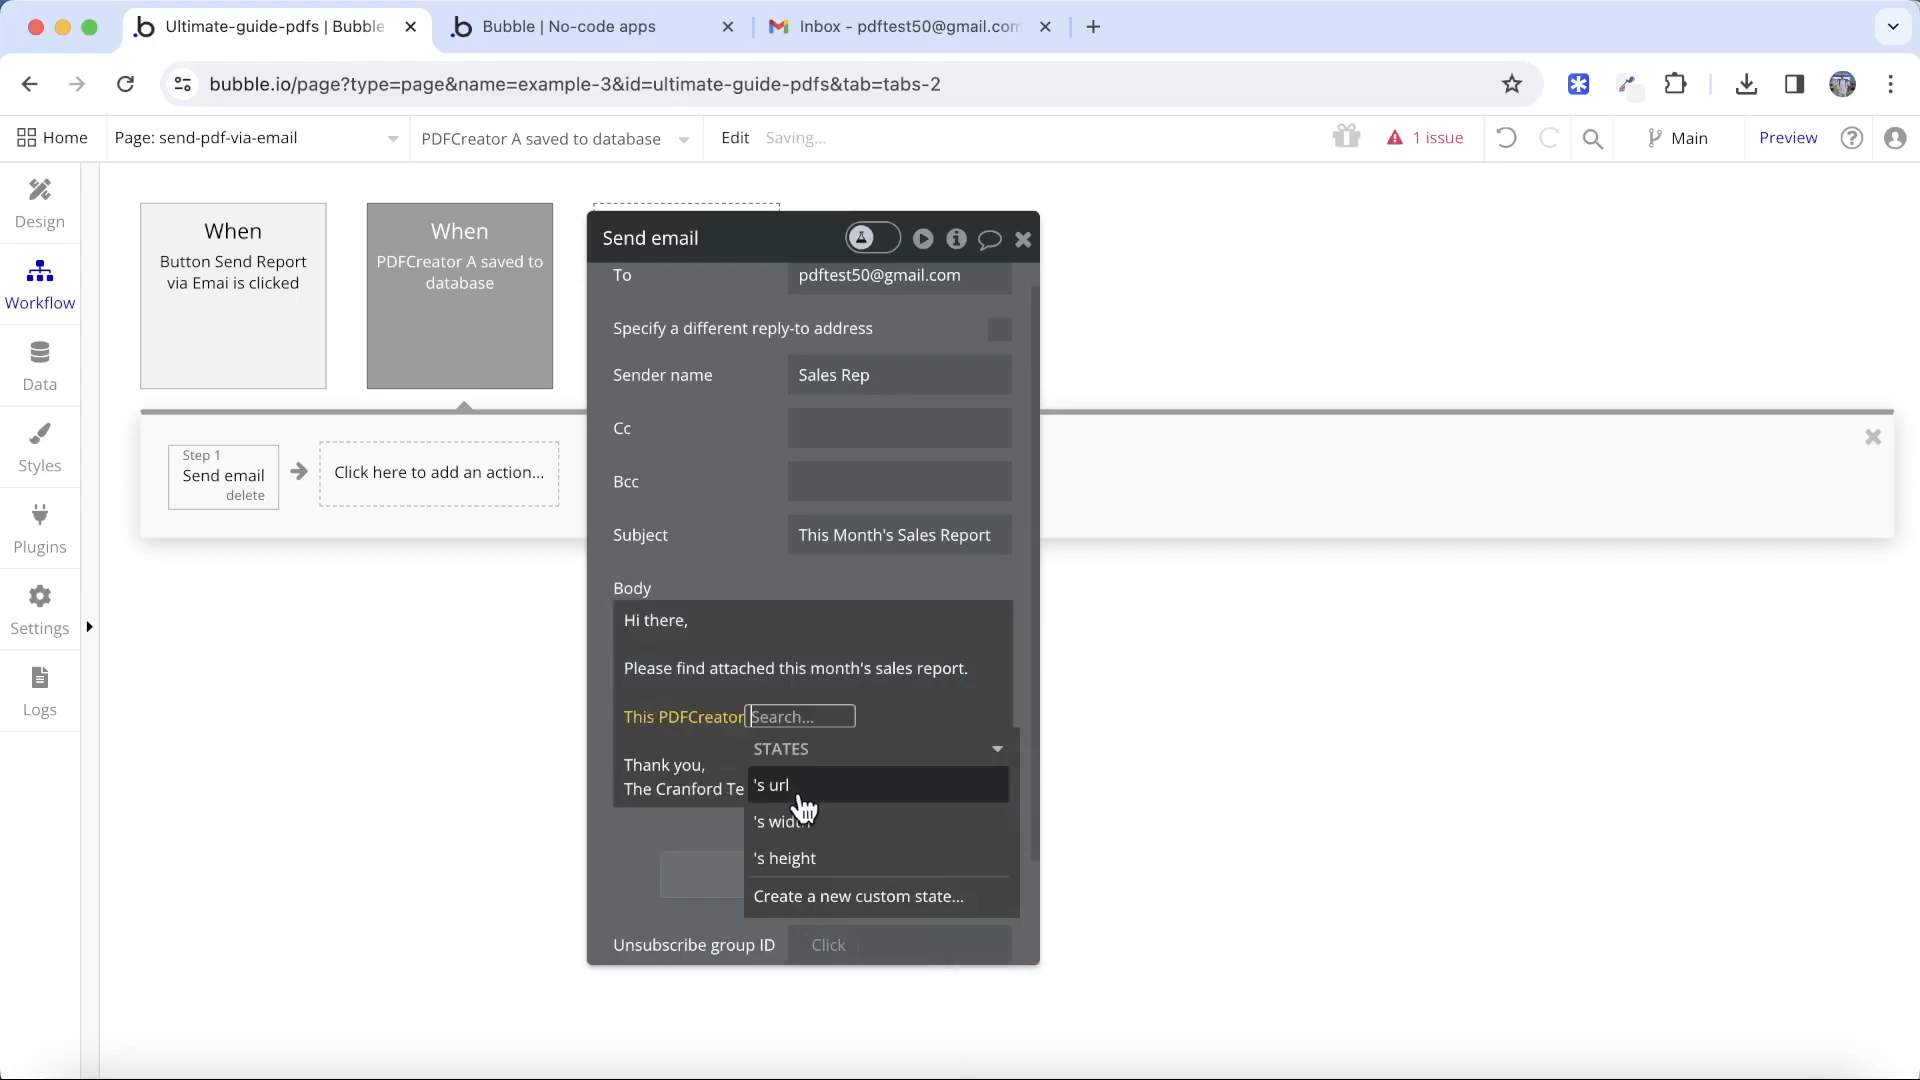 Ultimate-guide-pdfs | Bubble
Bubble | No-code apps
Inbox - pdftest50@gmail.com
bubble.io/page?type=page&name=example-3&id=ultimate-guide-pdfs&tab=tabs-2
Home
Page: send-pdf-via-email
PDFCreator A saved to database
Edit
Saving...
1 issue
Main
Preview
Design
Workflow
Data
Styles
Plugins
Settings
Logs
When
Button Send Report
via Emai is clicked
When
PDFCreator A saved to
database
Step 1
Send email
delete
Click here to add an action...
Send email
To
pdftest50@gmail.com
Specify a different reply-to address
Sender name
Sales Rep
Cc
Bcc
Subject
This Month's Sales Report
Body
Hi there,
Please find attached this month's sales report.
This PDFCreator
Search...
Thank you,
The Cranford Te
STATES
's url
's width
's height
Create a new custom state...
Unsubscribe group ID
Click